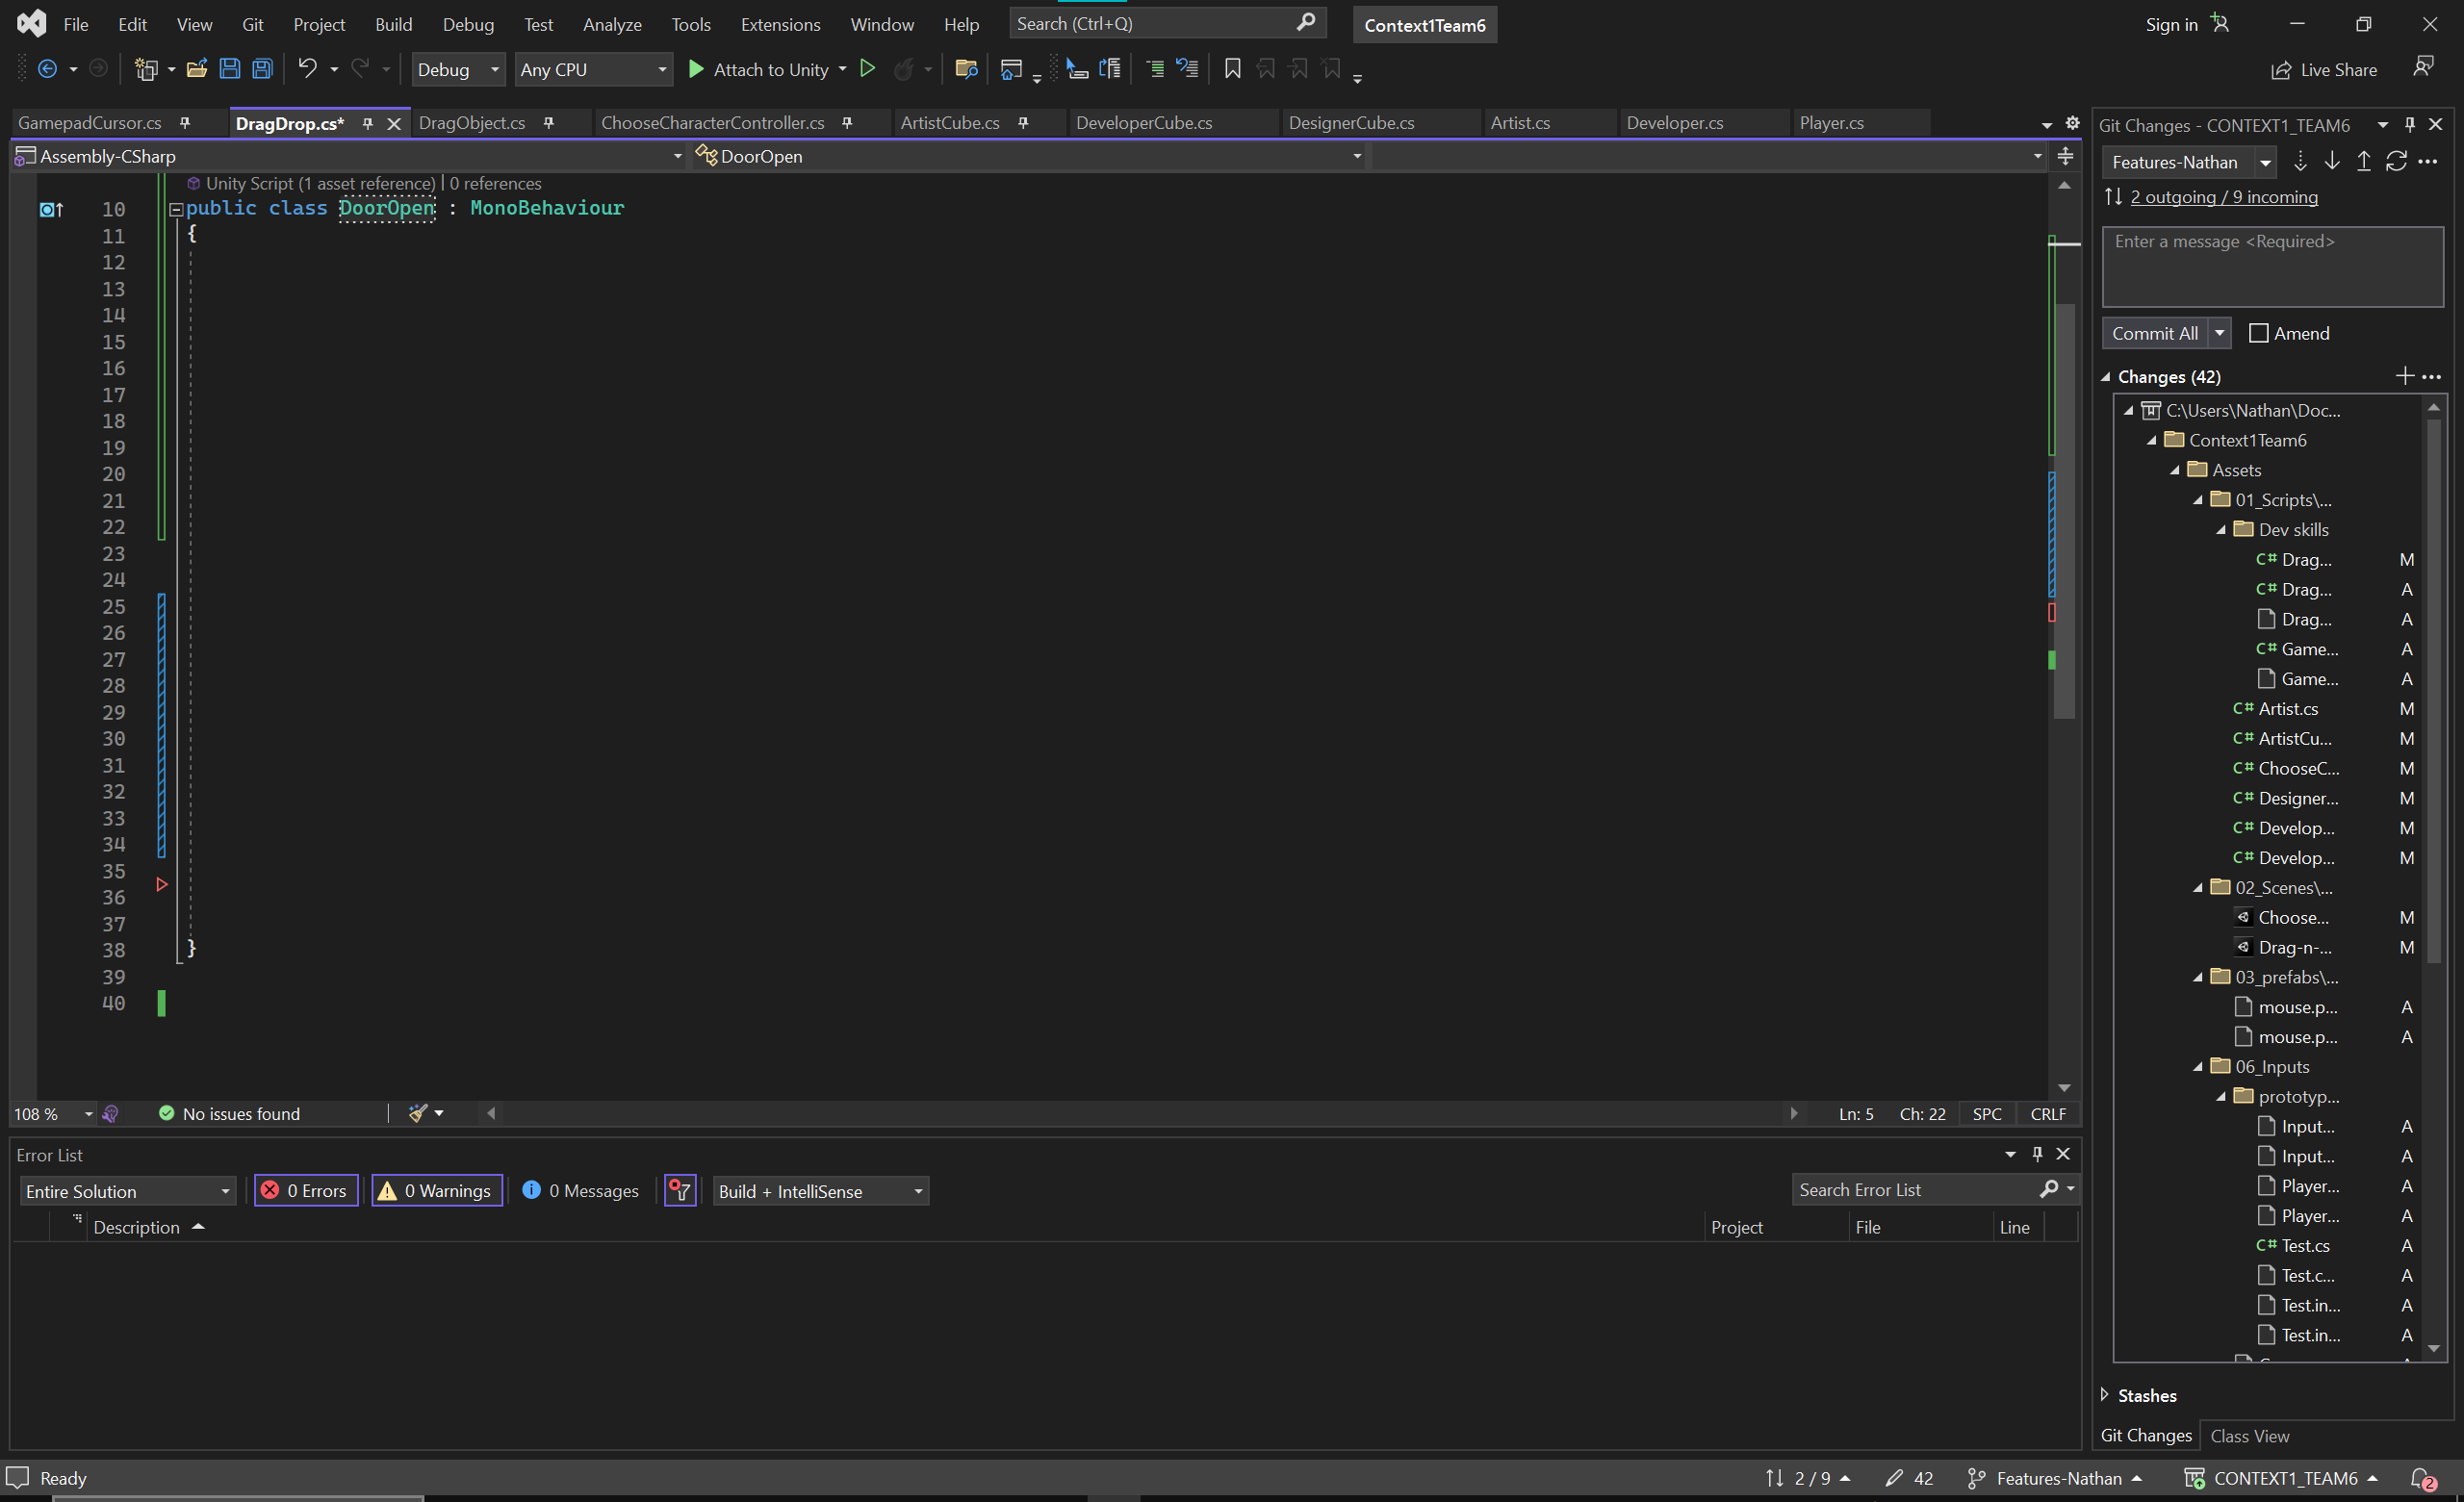 File Edit View Git Project Build Debug Test Analyze Tools Extensions Window Help Search (Ctrl+Q) Context1Team6 Sign in
Debug Any CPU Attach to Unity Live Share
GamepadCursor.cs DragDrop.cs* DragObject.cs ChooseCharacterController.cs ArtistCube.cs DeveloperCube.cs DesignerCube.cs Artist.cs Developer.cs Player.cs
Assembly-CSharp DoorOpen
Unity Script (1 asset reference) | 0 references
10 public class DoorOpen : MonoBehaviour
11 {
12
13
14
15
16
17
18
19
20
21
22
23
24
25
26
27
28
29
30
31
32
33
34
35
36
37
38 }
39
40
108 % No issues found Ln: 5 Ch: 22 SPC CRLF
Error List
Entire Solution 0 Errors 0 Warnings 0 Messages Build + IntelliSense Search Error List
Description Project File Line
Git Changes - CONTEXT1_TEAM6
Features-Nathan
2 outgoing / 9 incoming
Enter a message <Required>
Commit All Amend
Changes (42)
C:\Users\Nathan\Doc...
Context1Team6
Assets
01_Scripts\...
Dev skills
C# Drag... M
C# Drag... A
Drag... A
C# Game... A
Game... A
C# Artist.cs M
C# ArtistCu... M
C# ChooseC... M
C# Designer... M
C# Develop... M
C# Develop... M
02_Scenes\...
Choose... M
Drag-n-... M
03_prefabs\...
mouse.p... A
mouse.p... A
06_Inputs
prototyp...
Input... A
Input... A
Player... A
Player... A
C# Test.cs A
Test.c... A
Test.in... A
Test.in... A
Stashes
Git Changes Class View
Ready 2 / 9 42 Features-Nathan CONTEXT1_TEAM6 2